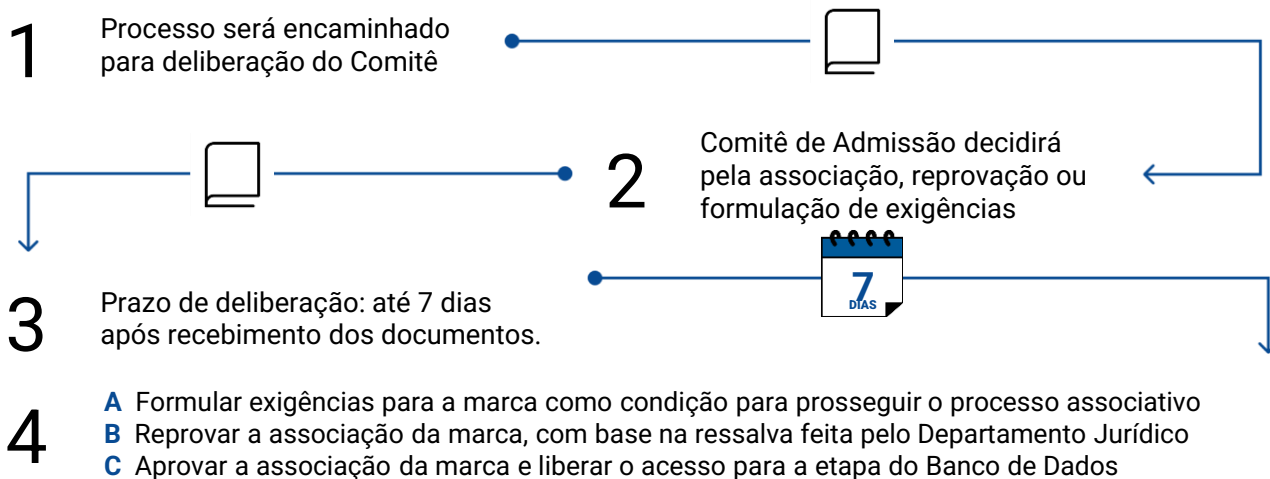 1
Processo será encaminhado
para deliberação do Comitê
2
Comitê de Admissão decidirá
pela associação, reprovação ou
formulação de exigências
7
DIAS
3
Prazo de deliberação: até 7 dias
após recebimento dos documentos.
4
A Formular exigências para a marca como condição para prosseguir o processo associativo
B Reprovar a associação da marca, com base na ressalva feita pelo Departamento Jurídico
C Aprovar a associação da marca e liberar o acesso para a etapa do Banco de Dados